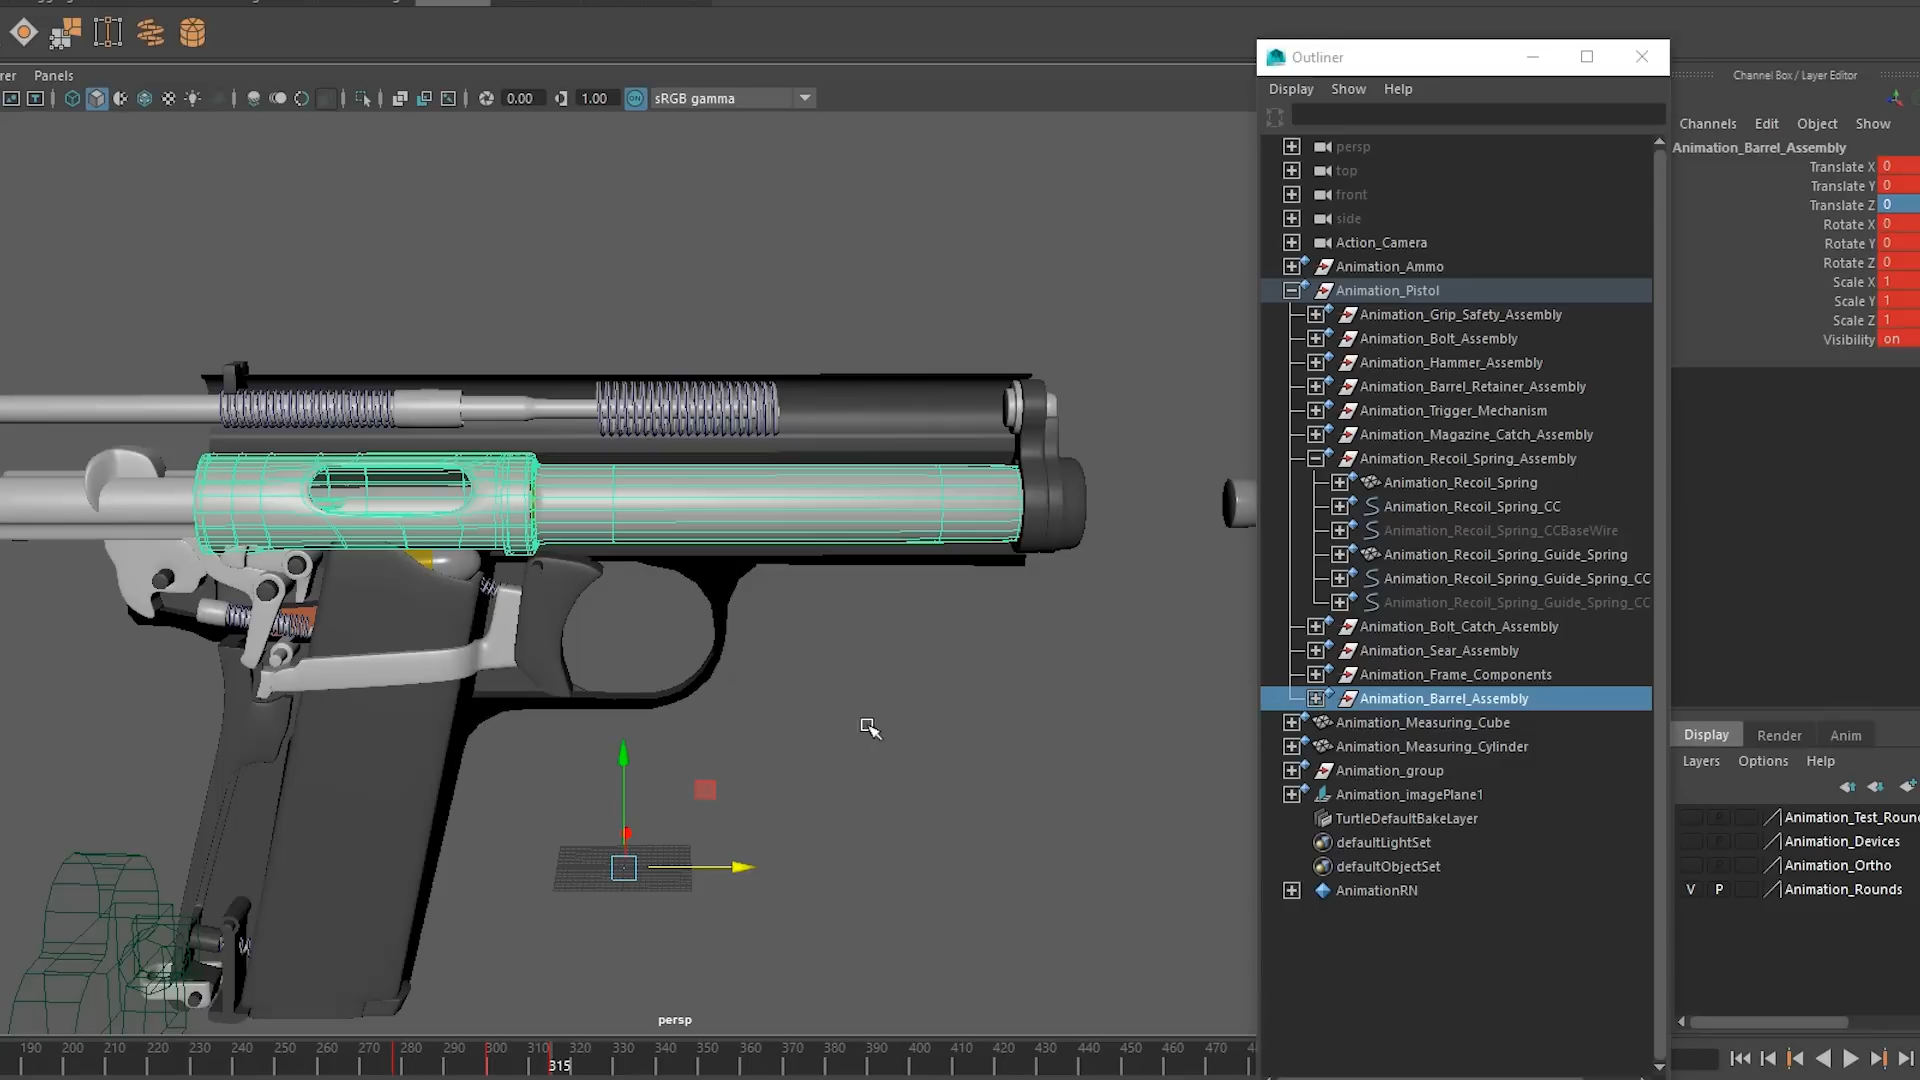 rer Panels
0.00 1.00 ON sRGB gamma
Outliner
Display Show Help
persp
top
front
side
Action_Camera
Animation_Ammo
Animation_Pistol
Animation_Grip_Safety_Assembly
Animation_Bolt_Assembly
Animation_Hammer_Assembly
Animation_Barrel_Retainer_Assembly
Animation_Trigger_Mechanism
Animation_Magazine_Catch_Assembly
Animation_Recoil_Spring_Assembly
Animation_Recoil_Spring
Animation_Recoil_Spring_CC
Animation_Recoil_Spring_CCBaseWire
Animation_Recoil_Spring_Guide_Spring
Animation_Recoil_Spring_Guide_Spring_CC
Animation_Recoil_Spring_Guide_Spring_CC
Animation_Bolt_Catch_Assembly
Animation_Sear_Assembly
Animation_Frame_Components
Animation_Barrel_Assembly
Animation_Measuring_Cube
Animation_Measuring_Cylinder
Animation_group
Animation_imagePlane1
TurtleDefaultBakeLayer
defaultLightSet
defaultObjectSet
AnimationRN
Channel Box / Layer Editor
Channels Edit Object Show
Animation_Barrel_Assembly
Translate X 0
Translate Y 0
Translate Z 0
Rotate X 0
Rotate Y 0
Rotate Z 0
Scale X 1
Scale Y 1
Scale Z 1
Visibility on
Display Render Anim
Layers Options Help
P Animation_Test_Roun
P Animation_Devices
P Animation_Ortho
V P Animation_Rounds
persp
190 200 210 220 230 240 250 260 270 280 290 300 310 320 330 340 350 360 370 380 390 400 410 420 430 440 450 460 470
315